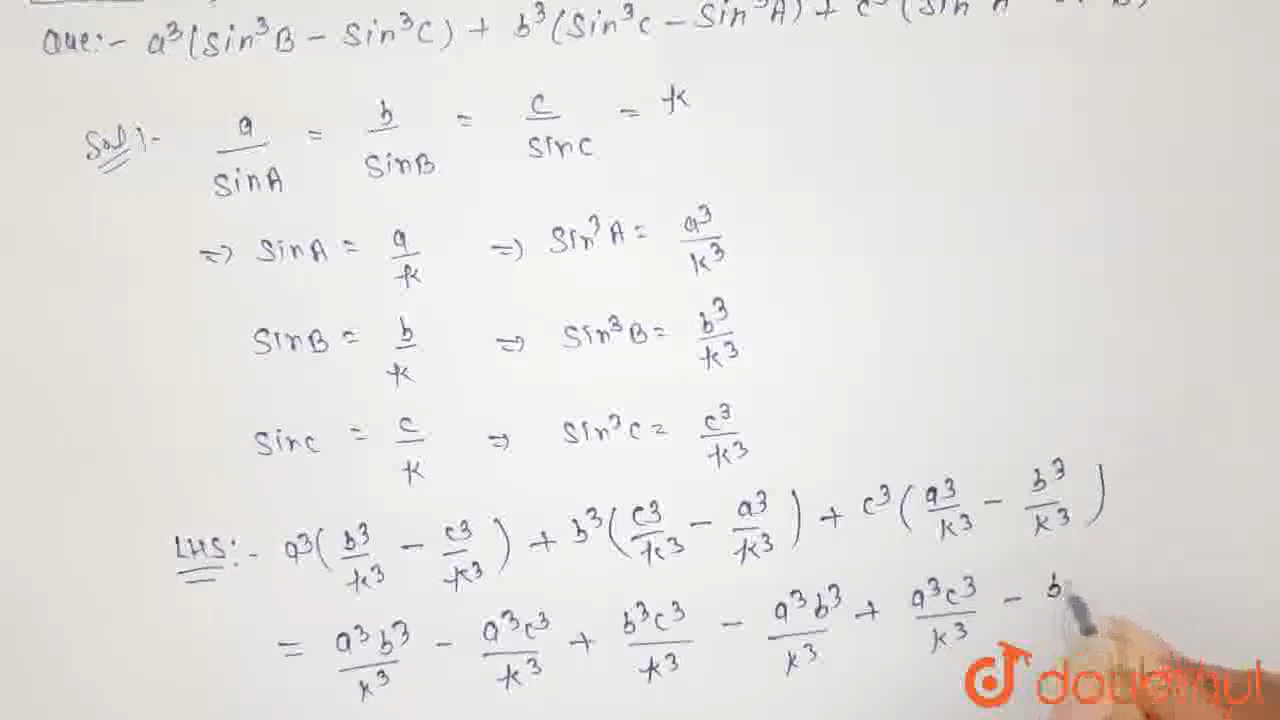 Que:- a³(Sin³B - Sin³C) + b³(Sin³C - Sin³A) + c³(Sin
Sol:- a/SinA = b/SinB = c/SinC = k
=> SinA = a/k => Sin³A = a³/k³
SinB = b/k => Sin³B = b³/k³
SinC = c/k => Sin³C = c³/k³
LHS:- a³(b³/k³ - c³/k³) + b³(c³/k³ - a³/k³) + c³(a³/k³ - b³/k³)
= a³b³/k³ - a³c³/k³ + b³c³/k³ - a³b³/k³ + a³c³/k³ - b
doubtnut